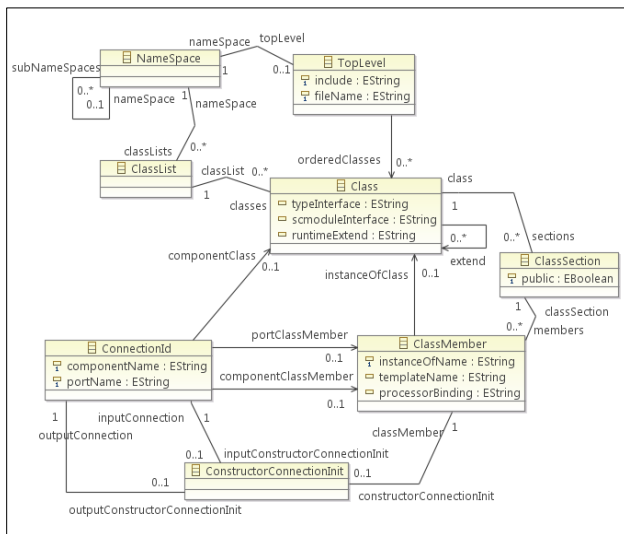 nameSpace topLevel
NameSpace
1
0..1
TopLevel
include : EString
fileName : EString
subNameSpaces
0..*
0..1
nameSpace
1
nameSpace
classLists
0..*
ClassList
classList
0..*
1
classes
orderedClasses
0..*
Class
typeInterface : EString
scmoduleInterface : EString
runtimeExtend : EString
class
1
0..*
extend
0..*
sections
ClassSection
public : EBoolean
1
classSection
0..*
members
componentClass
0..1
instanceOfClass
0..1
ConnectionId
componentName : EString
portName : EString
portClassMember
0..1
componentClassMember
0..1
ClassMember
instanceOfName : EString
templateName : EString
processorBinding : EString
1
outputConnection
inputConnection
1
classMember
1
0..1
inputConstructorConnectionInit
ConstructorConnectionInit
0..1
constructorConnectionInit
0..1
outputConstructorConnectionInit